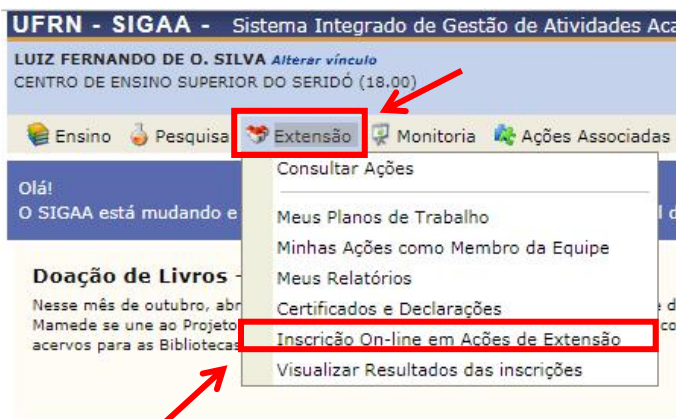 UFRN - SIGAA - Sistema Integrado de Gestão de Atividades
LUIZ FERNANDO DE O. SILVA Alterar vínculo
CENTRO DE ENSINO SUPERIOR DO SERIDÓ (18.00)
Ensino Pesquisa Extensão Monitoria Ações Associadas
Consultar Ações
Olá!
O SIGAA está mudando e
Meus Planos de Trabalho
Minhas Ações como Membro da Equipe
Meus Relatórios
Certificados e Declarações
Inscrição On-line em Ações de Extensão
Visualizar Resultados das inscrições
Doação de Livros -
Nesse mês de outubro,
Mamede se une ao Projeto
acervos para as Bibliotecas